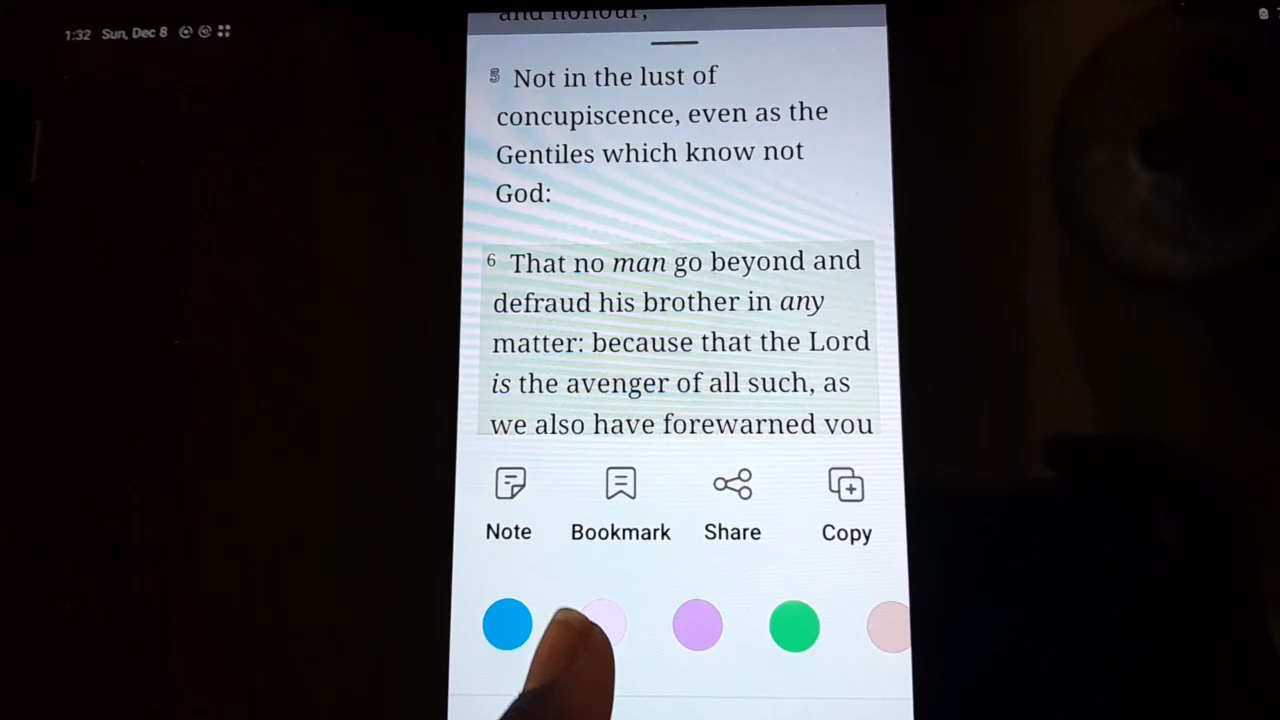 1:32 Sun, Dec 8
and honour,
5 Not in the lust of
concupiscence, even as the
Gentiles which know not
God:
6 That no man go beyond and
defraud his brother in any
matter: because that the Lord
is the avenger of all such, as
we also have forewarned you
Note Bookmark Share Copy